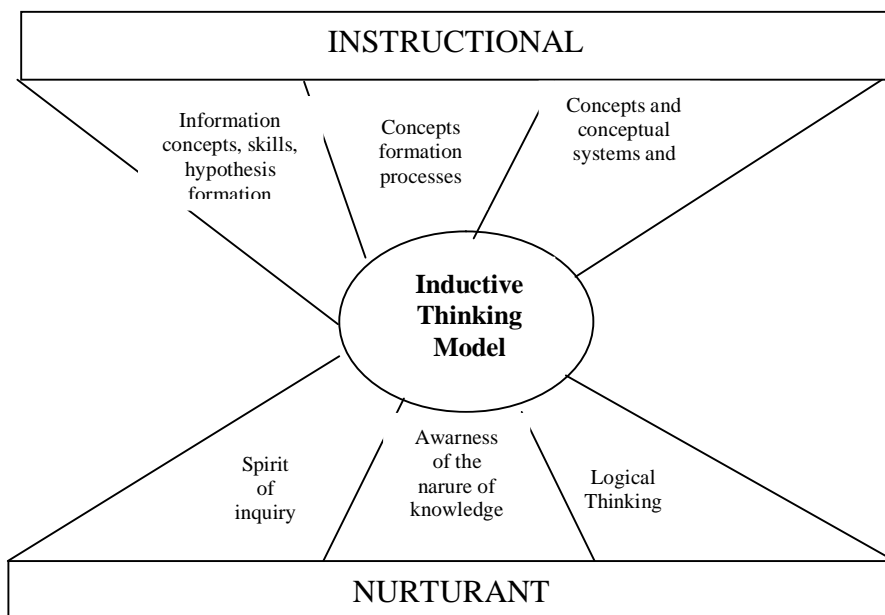 INSTRUCTIONAL
Information
concepts, skills,
hypothesis
formation
Concepts
formation
processes
Concepts and
conceptual
systems and
Inductive
Thinking
Model
Spirit
of
inquiry
Awarness
of the
narure of
knowledge
Logical
Thinking
NURTURANT